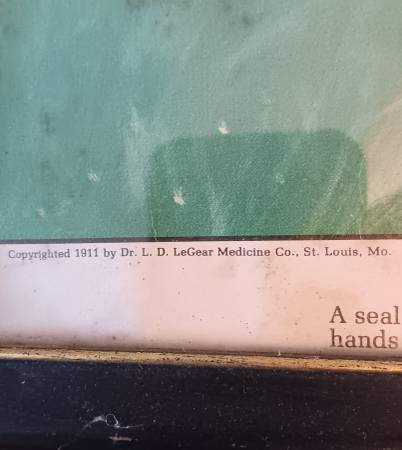 Copyrighted 1911 by Dr. L. D. LeGear Medicine Co., St. Louis, Mo.
A seal
hands